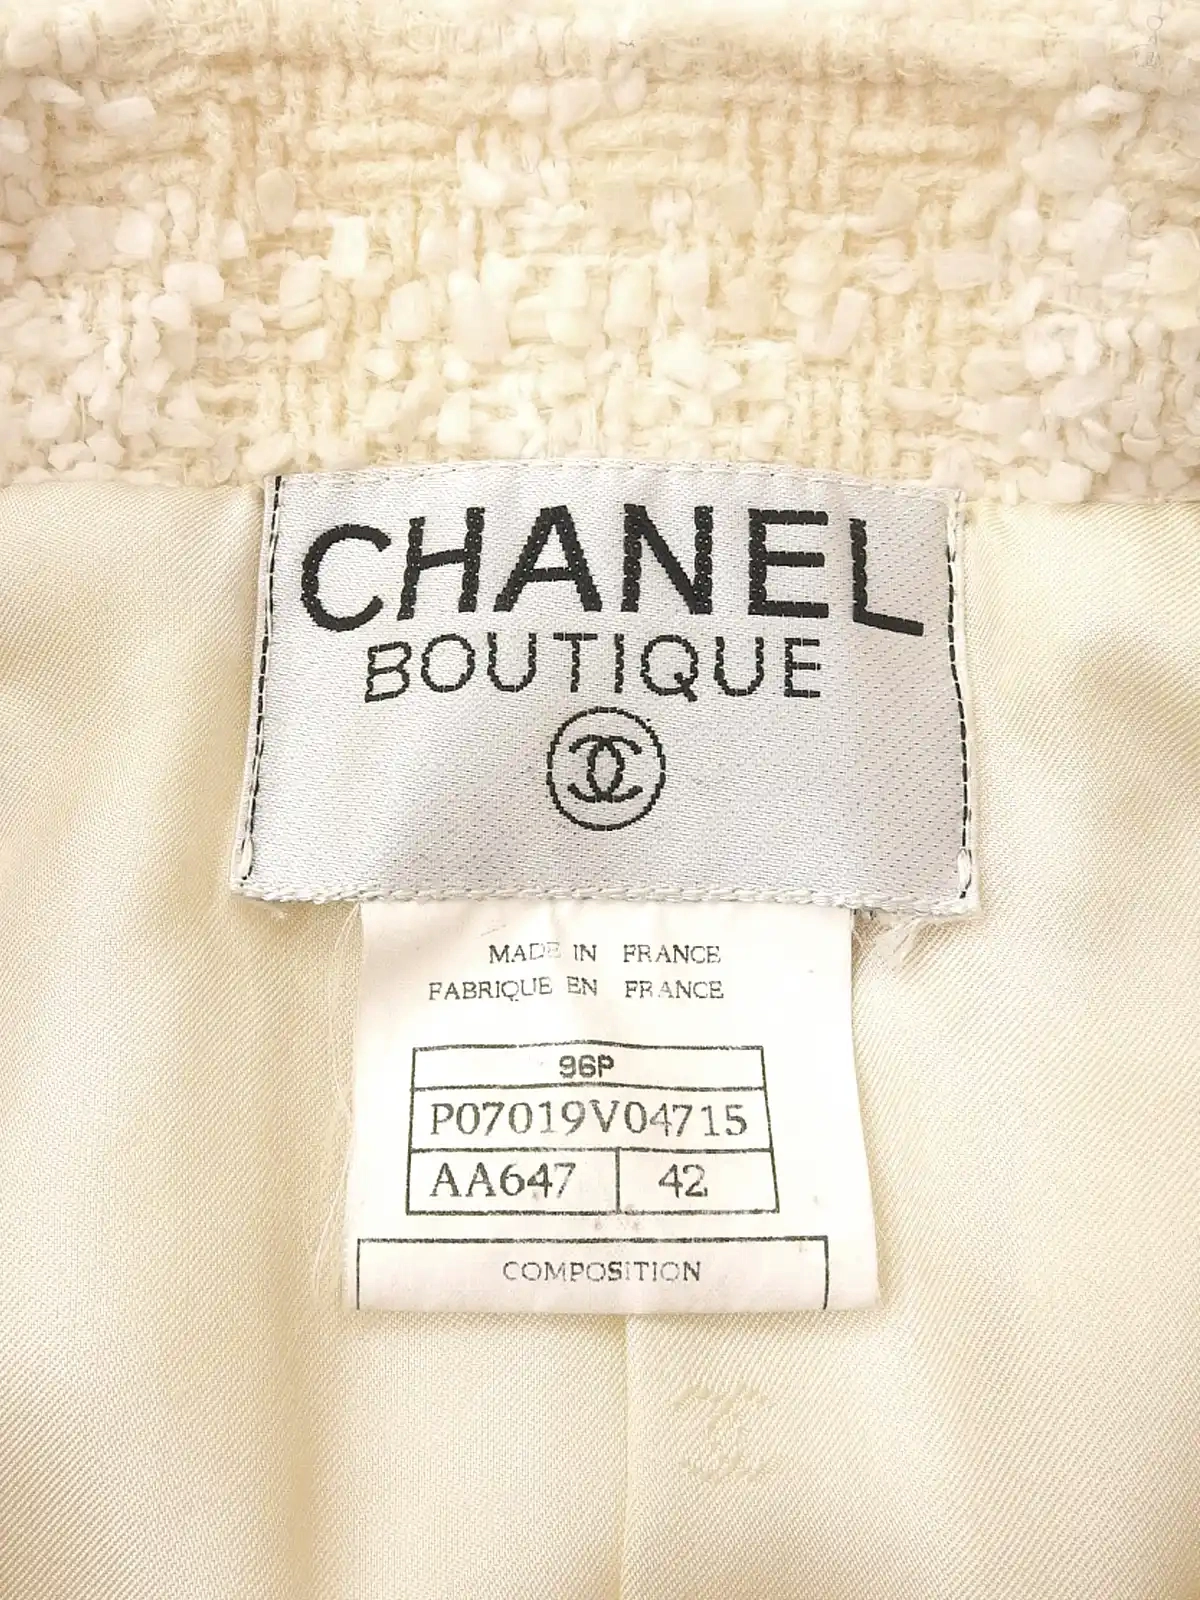 CHANEL
BOUTIQUE
MADE IN FRANCE
FABRIQUE EN FRANCE
96P
P07019V04715
AA647 42
COMPOSITION